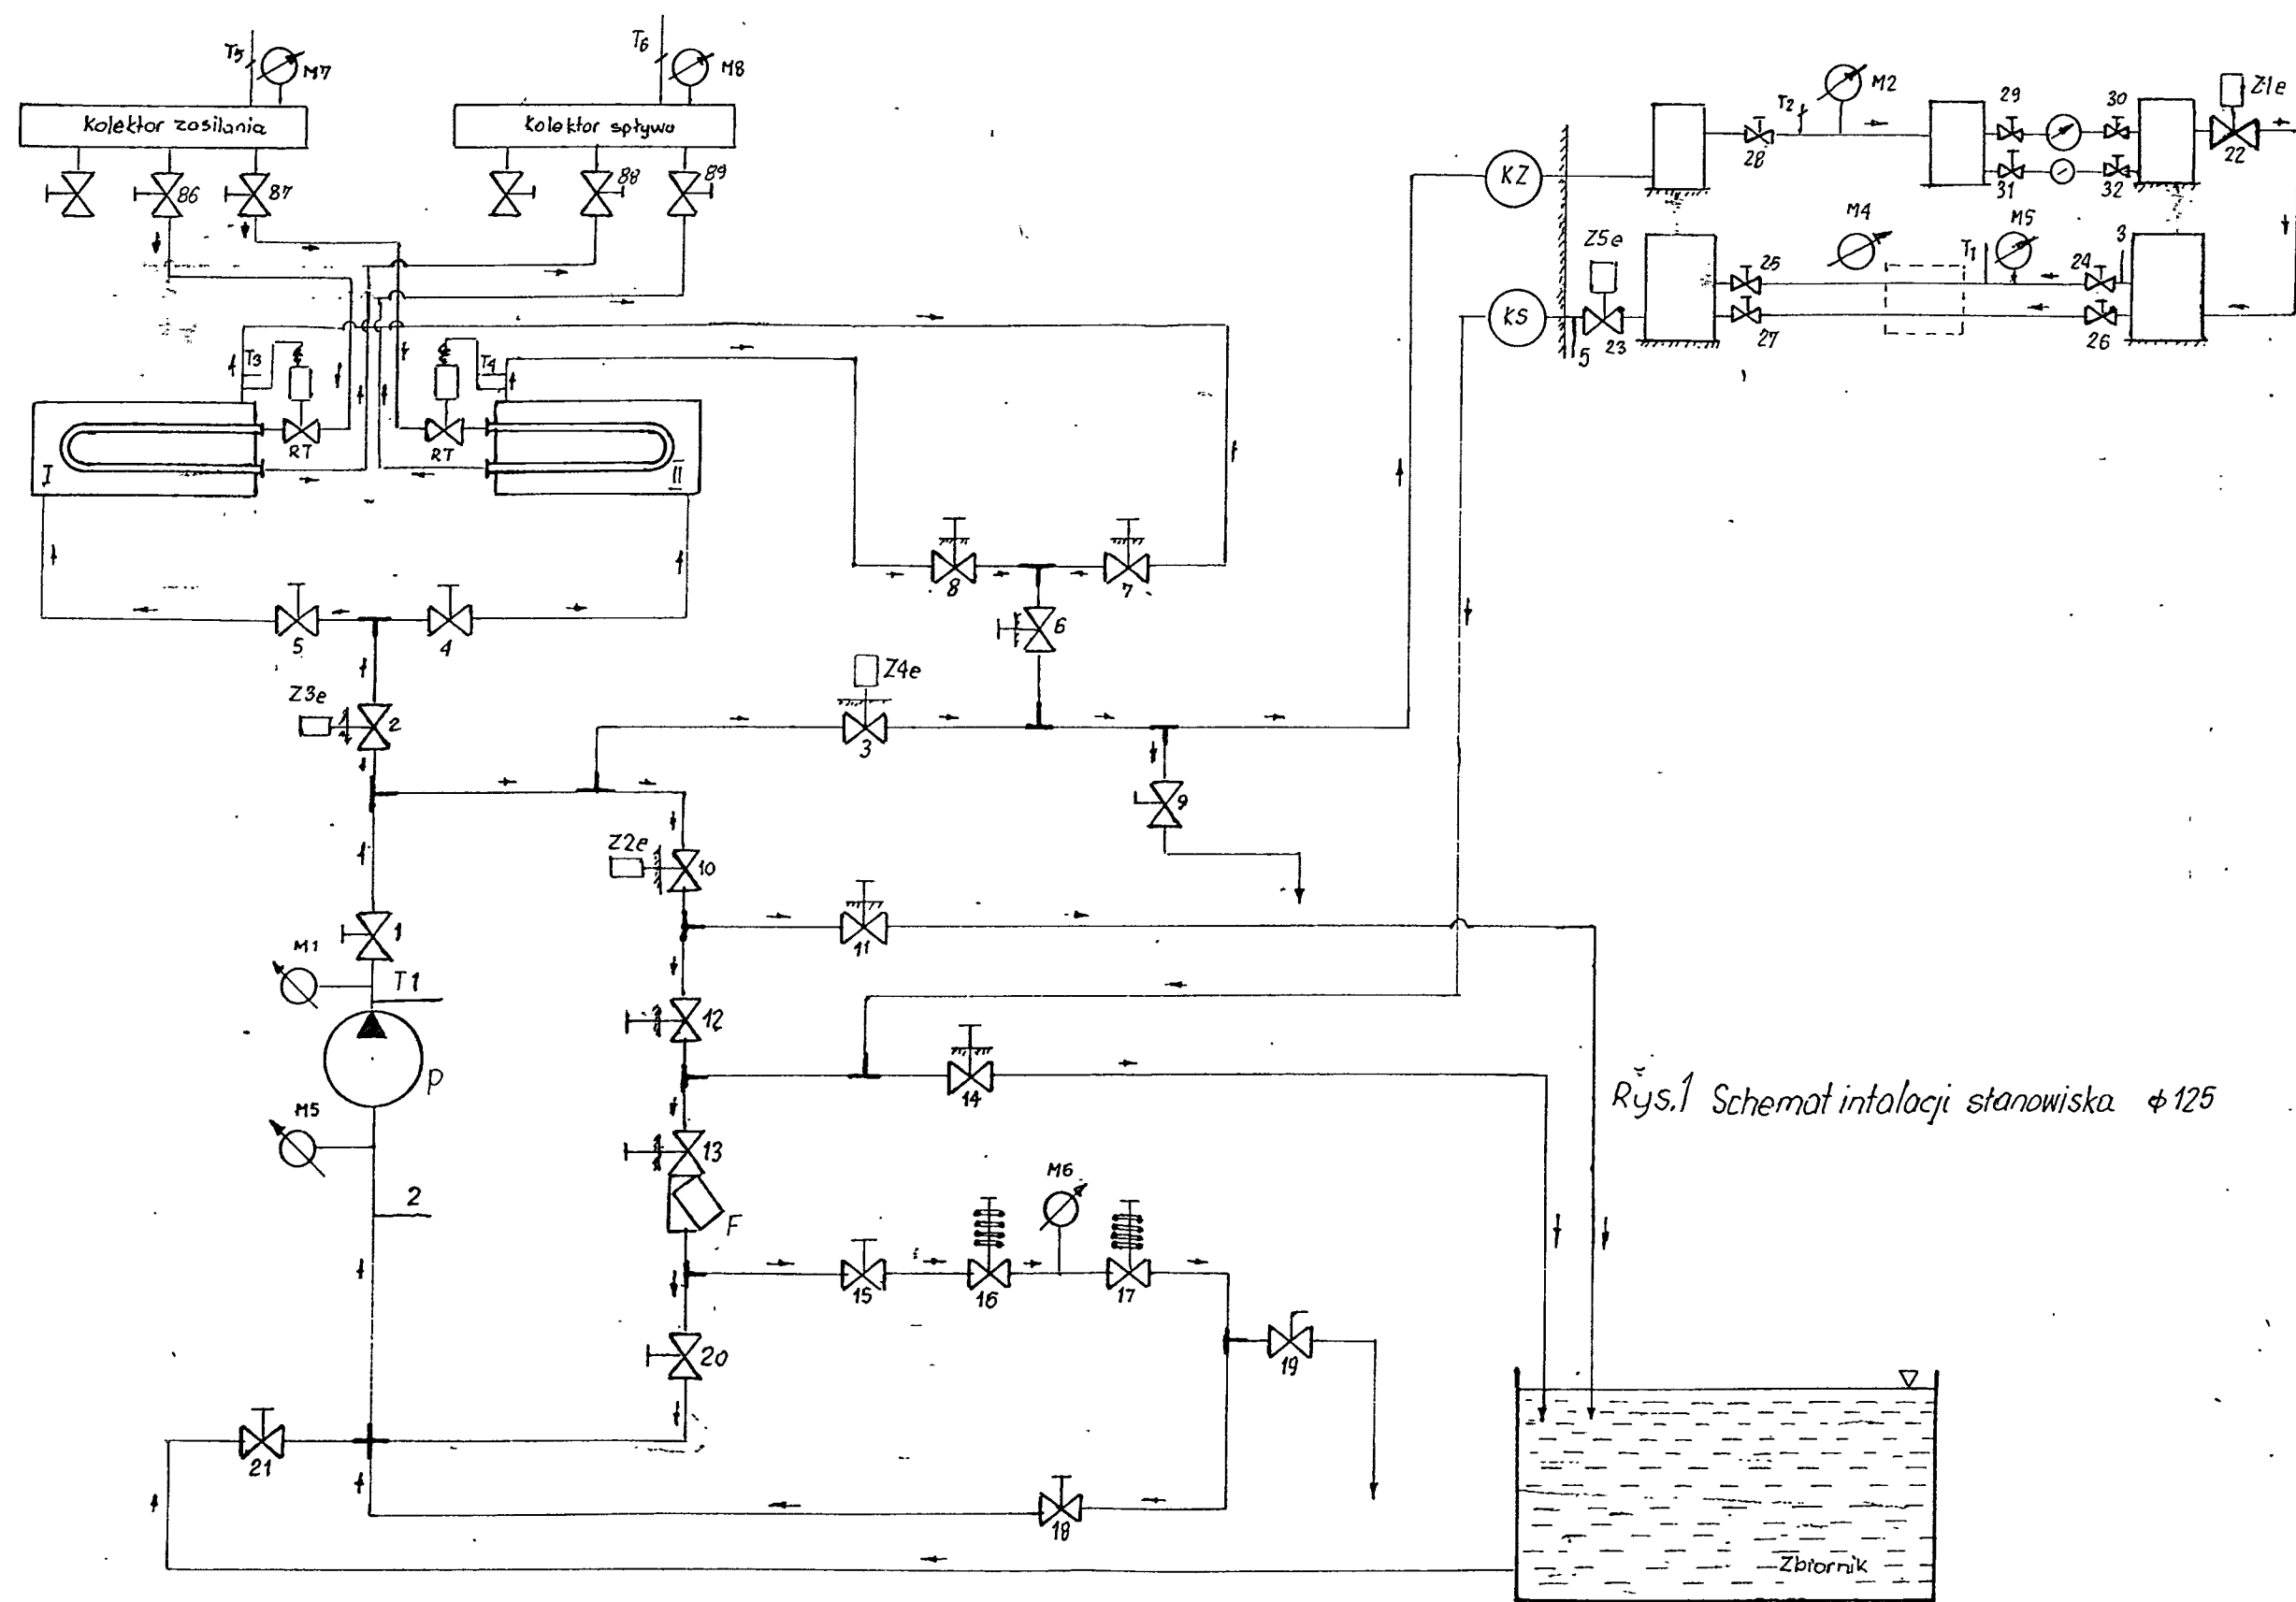 T5
M7
T6
M8
Kolektor zasilania
Kolektor spływu
86
87
88
89
KZ
28
T2
M2
29
30
31
32
Z1e
22
KS
5
Z5e
23
25
27
M4
T1
M5
24
3
26
T3
RT
T4
RT
I
II
5
4
8
7
6
Z3e
2
Z4e
3
9
Z2e
10
1
11
M1
T1
12
P
14
Rys.1 Schemat intalacji stanowiska ϕ125
M5
13
2
F
M6
15
16
17
20
19
21
18
Zbiornik